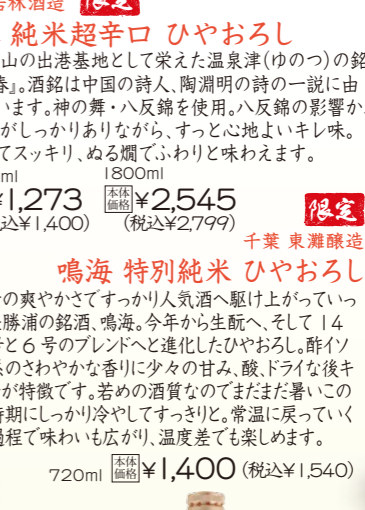 若林酒造 限定
純米超辛口 ひやおろし
山の出港基地として栄えた温泉津(ゆのつ)の銘
春』。酒銘は中国の詩人、陶淵明の詩の一説に由
います。神の舞・八反錦を使用。八反錦の影響か
がしっかりありながら、すっと心地よいキレ味。
てスッキリ、ぬる燗でふわりと味わえます。
ml 1800ml
¥1,273 本体価格 ¥2,545
込¥1,400) (税込¥2,799)
限定
千葉 東灘醸造
鳴海 特別純米 ひやおろし
の爽やかさですっかり人気酒へ駆け上がっていっ
勝浦の銘酒、鳴海。今年から生酛へ、そして14
と6号のブレンドへと進化したひやおろし。酢イソ
系のさわやかな香りに少々の甘み、酸、ドライな後キ
が特徴です。若めの酒質なのでまだまだ暑いこの
時期にしっかり冷やしてすっきりと。常温に戻っていく
過程で味わいも広がり、温度差でも楽しめます。
720ml 本体価格 ¥1,400 (税込¥1,540)